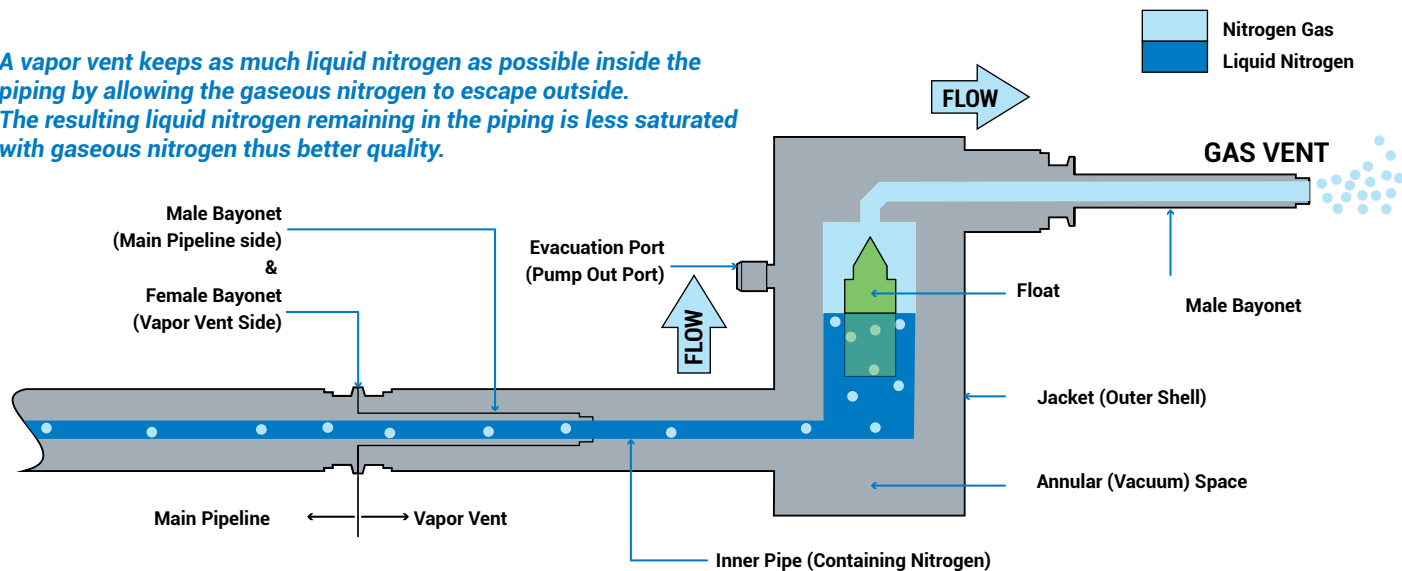 A vapor vent keeps as much liquid nitrogen as possible inside the
piping by allowing the gaseous nitrogen to escape outside.
The resulting liquid nitrogen remaining in the piping is less saturated
with gaseous nitrogen thus better quality.
Nitrogen Gas
Liquid Nitrogen
FLOW
GAS VENT
Male Bayonet
(Main Pipeline side)
&
Female Bayonet
(Vapor Vent Side)
Evacuation Port
(Pump Out Port)
FLOW
Float
Male Bayonet
Jacket (Outer Shell)
Annular (Vacuum) Space
Main Pipeline
Vapor Vent
Inner Pipe (Containing Nitrogen)